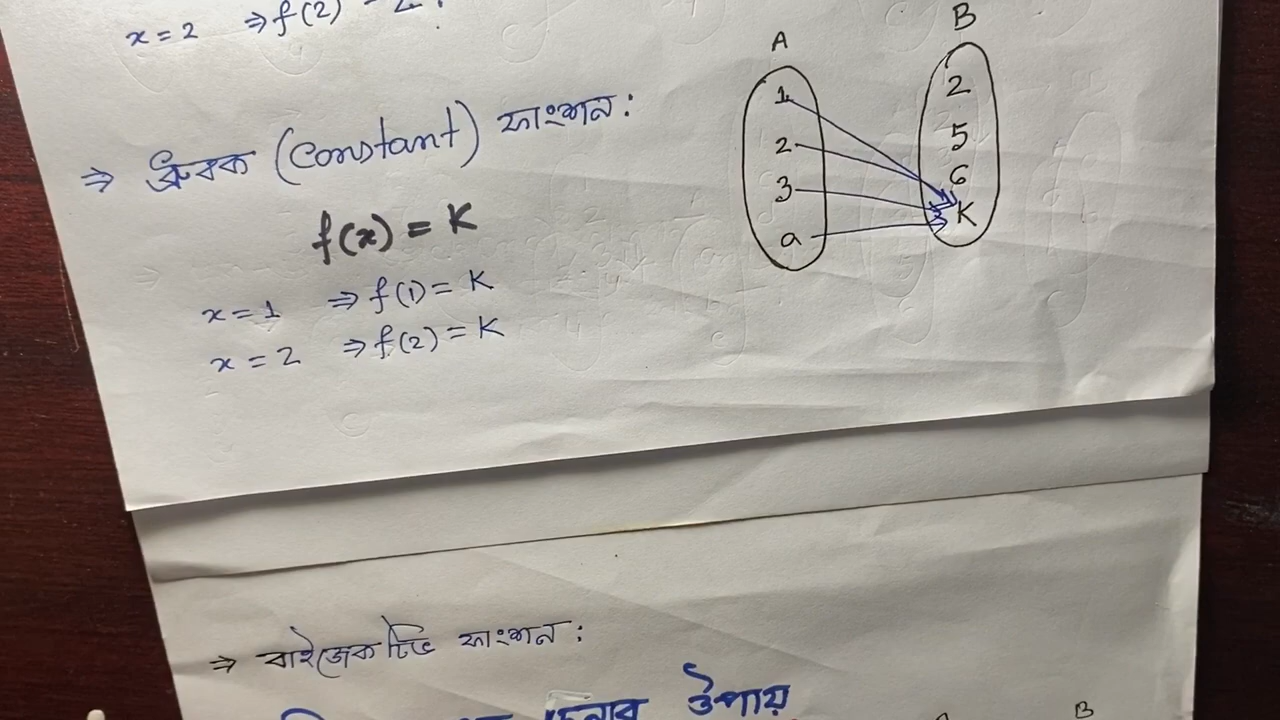 x = 2 ⇒ f(2)
⇒ ধ্রুবক (Constant) ফাংশন :
f(x) = K
x = 1 ⇒ f(1) = K
x = 2 ⇒ f(2) = K
A B
1 2
2 5
3 6
a K
⇒ বাইজেকটিভ ফাংশন :
চেনার উপায়
B